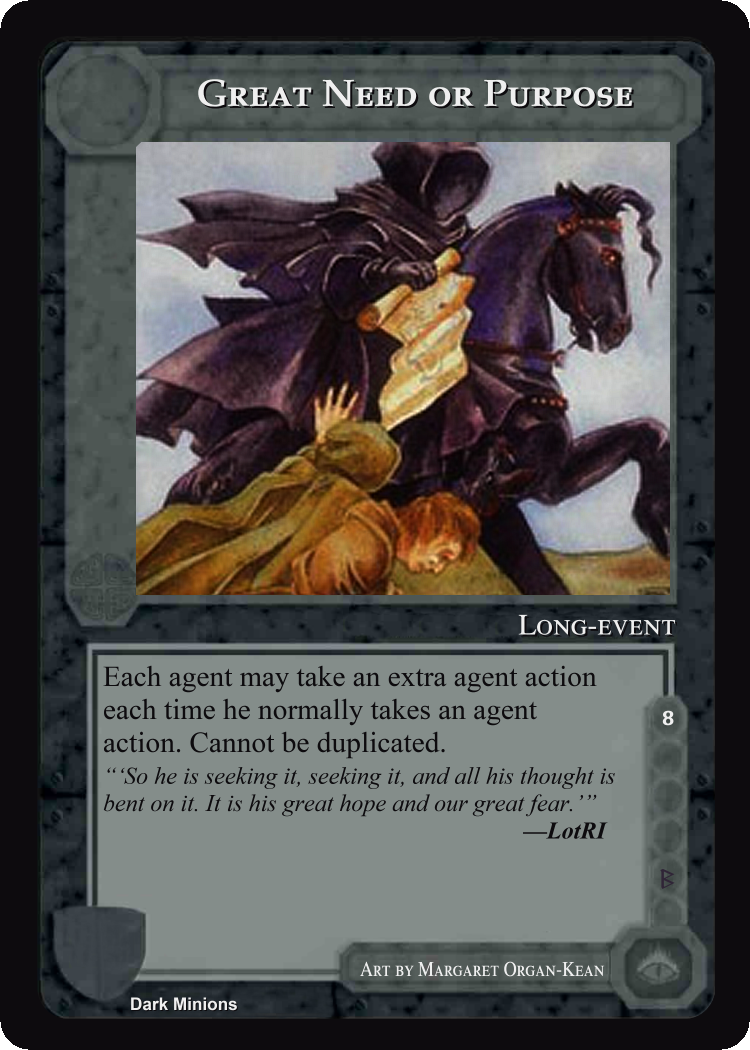 Great Need or Purpose
Long-event
Each agent may take an extra agent action
each time he normally takes an agent
action. Cannot be duplicated.
“‘So he is seeking it, seeking it, and all his thought is
bent on it. It is his great hope and our great fear.’”
—LotRI
8
ᛒ
Art by Margaret Organ-Kean
Dark Minions